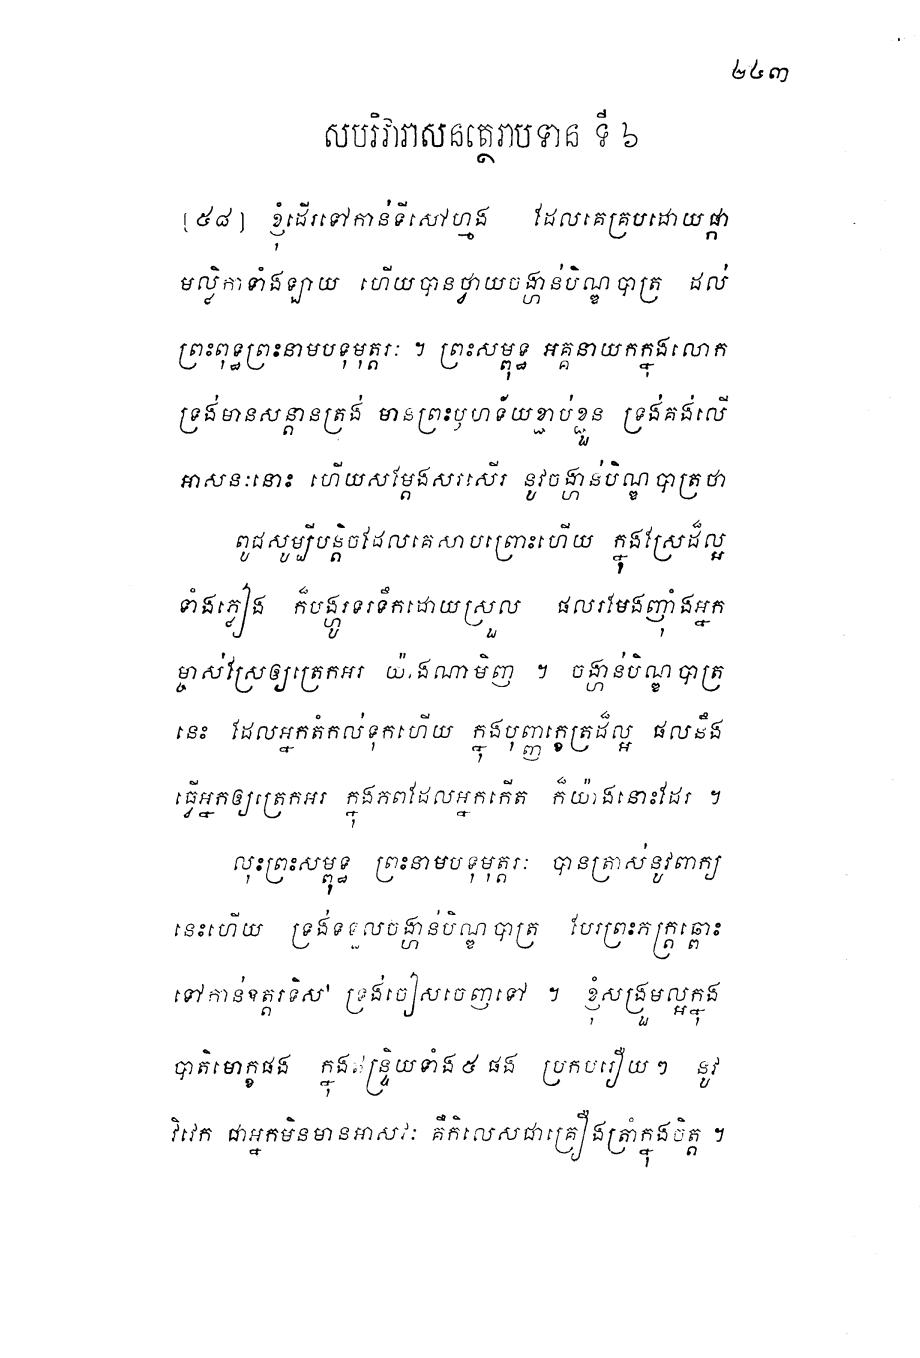 ២៤៣
សបរិវារាសនត្ថេរាបទាន ទី ៦
[៥៨] ខ្ញុំដើរទៅកាន់ទីសៅហ្មង ដែលគេគ្របដោយផ្កា
មល្លិកាទាំងឡាយ ហើយបានថ្វាយចង្ហាន់បិណ្ឌបាត្រ ដល់
ព្រះពុទ្ធព្រះនាមបទុមុត្តរៈ ។ ព្រះសម្ពុទ្ធ អគ្គនាយកក្នុងលោក
ទ្រង់មានសន្តានត្រង់ មានព្រះឫហទ័យខ្ជាប់ខ្ជួន ទ្រង់គង់លើ
អាសនៈនោះ ហើយសម្ដែងសរសើរ នូវចង្ហាន់បិណ្ឌបាត្រថា
ពូជសូម្បីបន្តិចដែលគេសាបព្រោះហើយ ក្នុងស្រែដ៏ល្អ
ទាំងភ្លៀង ក៏បង្ហូរទរទឹកដោយស្រួល ផលរមែងញ៉ាំងអ្នក
ម្ចាស់ស្រែឲ្យត្រេកអរ យ៉ាងណាមិញ ។ ចង្ហាន់បិណ្ឌបាត្រ
នេះ ដែលអ្នកតំកល់ទុកហើយ ក្នុងបុញ្ញក្ខេត្រដ៏ល្អ ផលនឹង
ធ្វើអ្នកឲ្យត្រេកអរ ក្នុងភពដែលអ្នកកើត ក៏យ៉ាងនោះដែរ ។
លុះព្រះសម្ពុទ្ធ ព្រះនាមបទុមុត្តរៈ បានត្រាស់នូវពាក្យ
នេះហើយ ទ្រង់ទទួលចង្ហាន់បិណ្ឌបាត្រ បែរព្រះភក្ត្រឆ្ពោះ
ទៅកាន់ឧត្តរទិស ទ្រង់ចៀសចេញទៅ ។ ខ្ញុំសង្រួមល្អក្នុង
បាតិមោក្ខផង ក្នុងឥន្ទ្រិយទាំង ៥ ផង ប្រកបរឿយ ៗ នូវ
វិវេក ជាអ្នកមិនមានអាសវៈ គឺកិលេសជាគ្រឿងត្រាំក្នុងចិត្ត ។